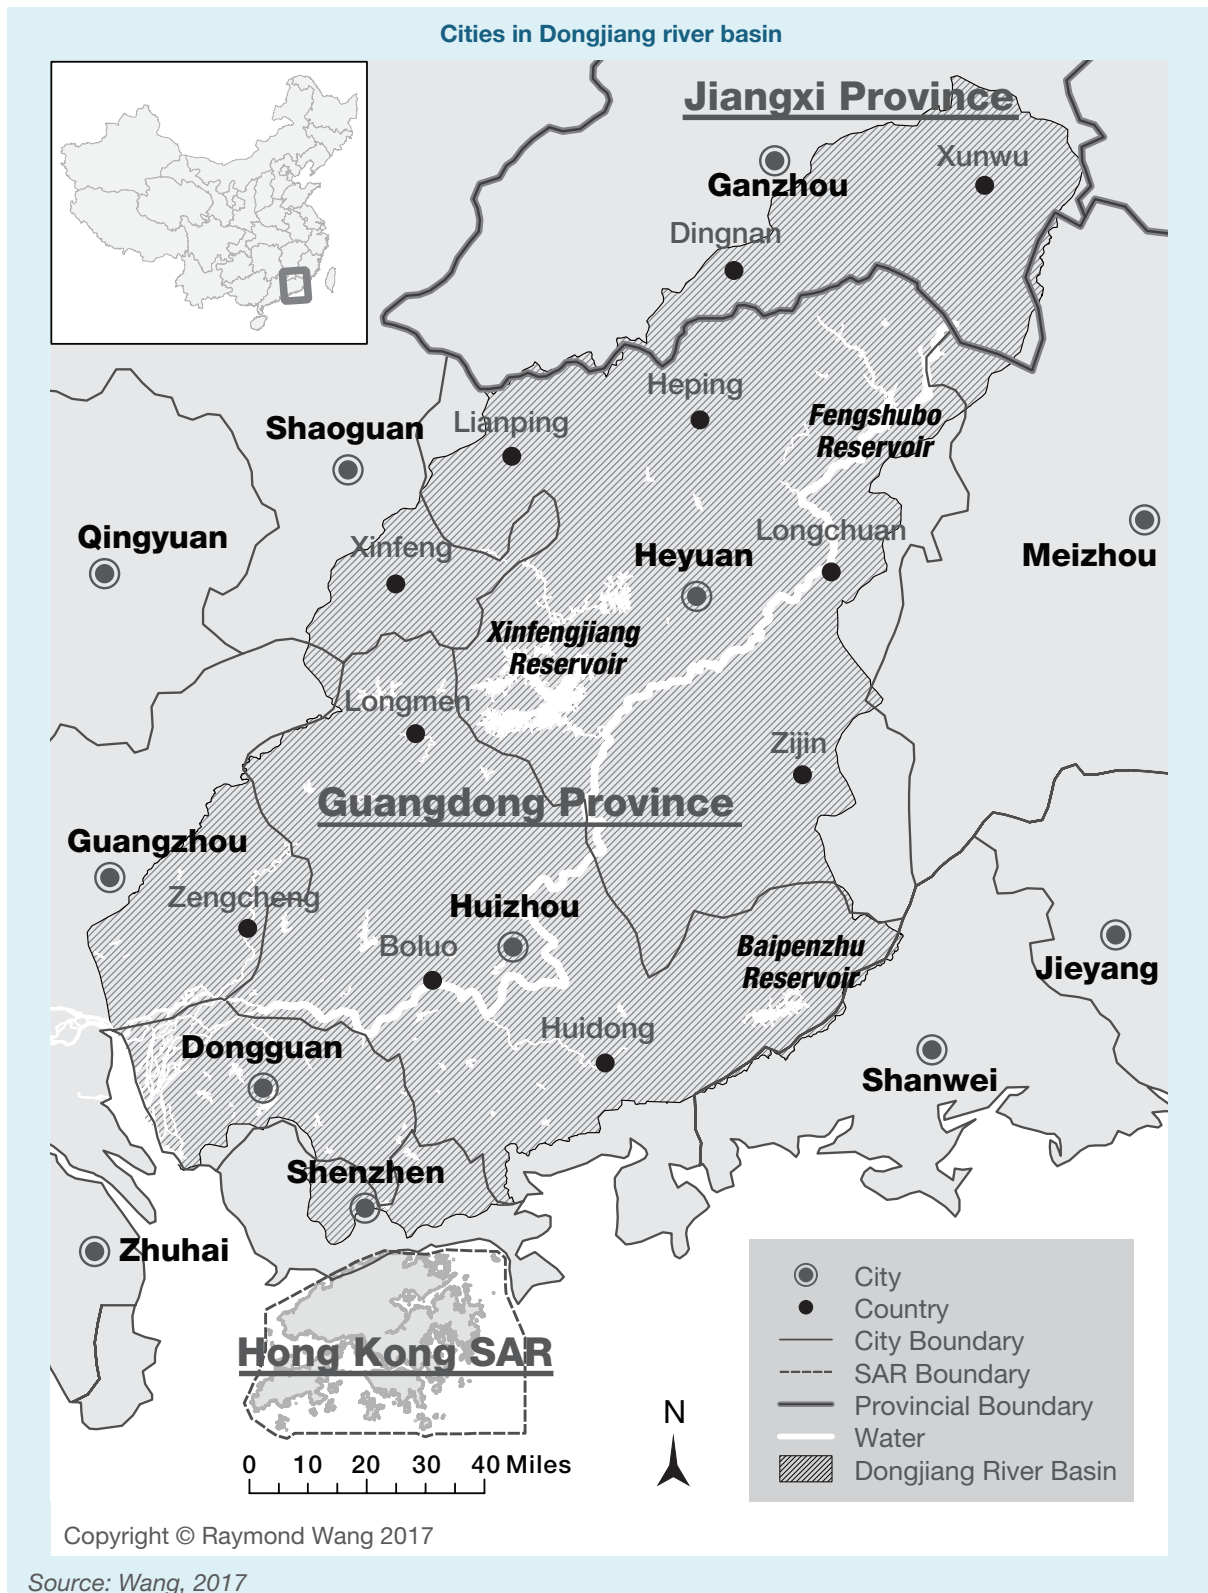 Cities in Dongjiang river basin
Jiangxi Province
Xunwu
Ganzhou
Dingnan
Heping
Fengshubo
Reservoir
Lianping
Shaoguan
Qingyuan
Xinfeng
Longchuan
Heyuan
Meizhou
Xinfengjiang
Reservoir
Longmen
Zijin
Guangdong Province
Guangzhou
Zengcheng
Huizhou
Boluo
Baipenzhu
Reservoir
Jieyang
Huidong
Dongguan
Shanwei
Shenzhen
Zhuhai
Hong Kong SAR
City
Country
City Boundary
SAR Boundary
Provincial Boundary
Water
Dongjiang River Basin
N
0 10 20 30 40 Miles
Copyright © Raymond Wang 2017
Source: Wang, 2017